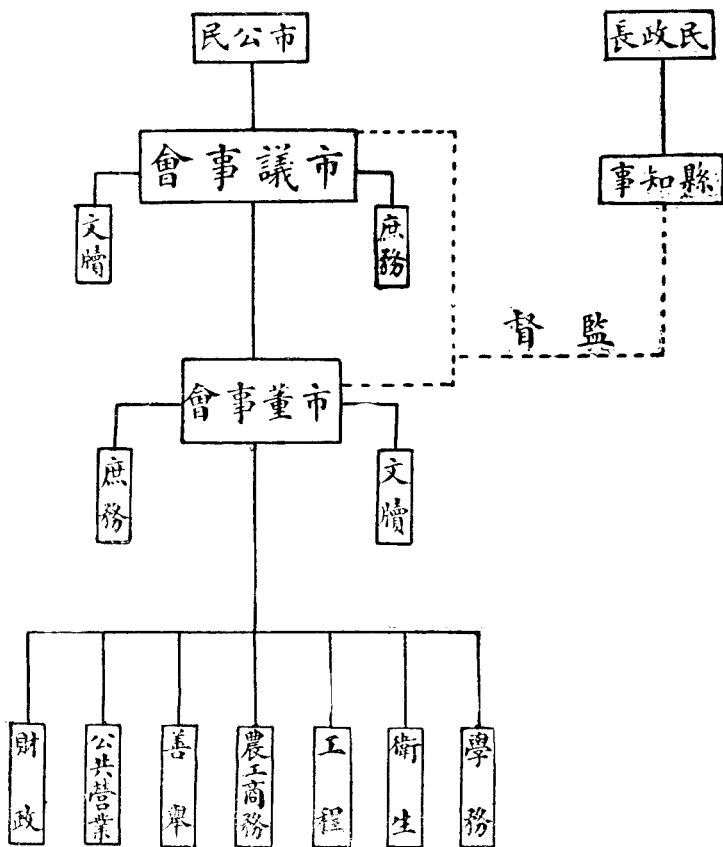 市公民
民政長
市議事會
縣知事
庶務
文牘
監督
市董事會
文牘
庶務
學務
衛生
工程
農工商務
善舉
公共營業
財政